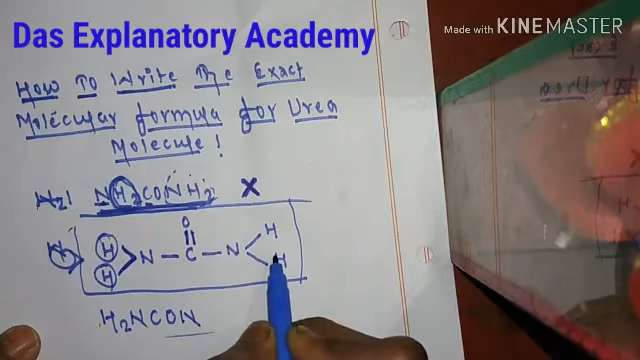 Das Explanatory Academy
Made with KINEMASTER
How To Write The Exact
Molecular formula for Urea
Molecule !
NH2CONH2 X
O
H H
N — C — N
H H
H2NCON